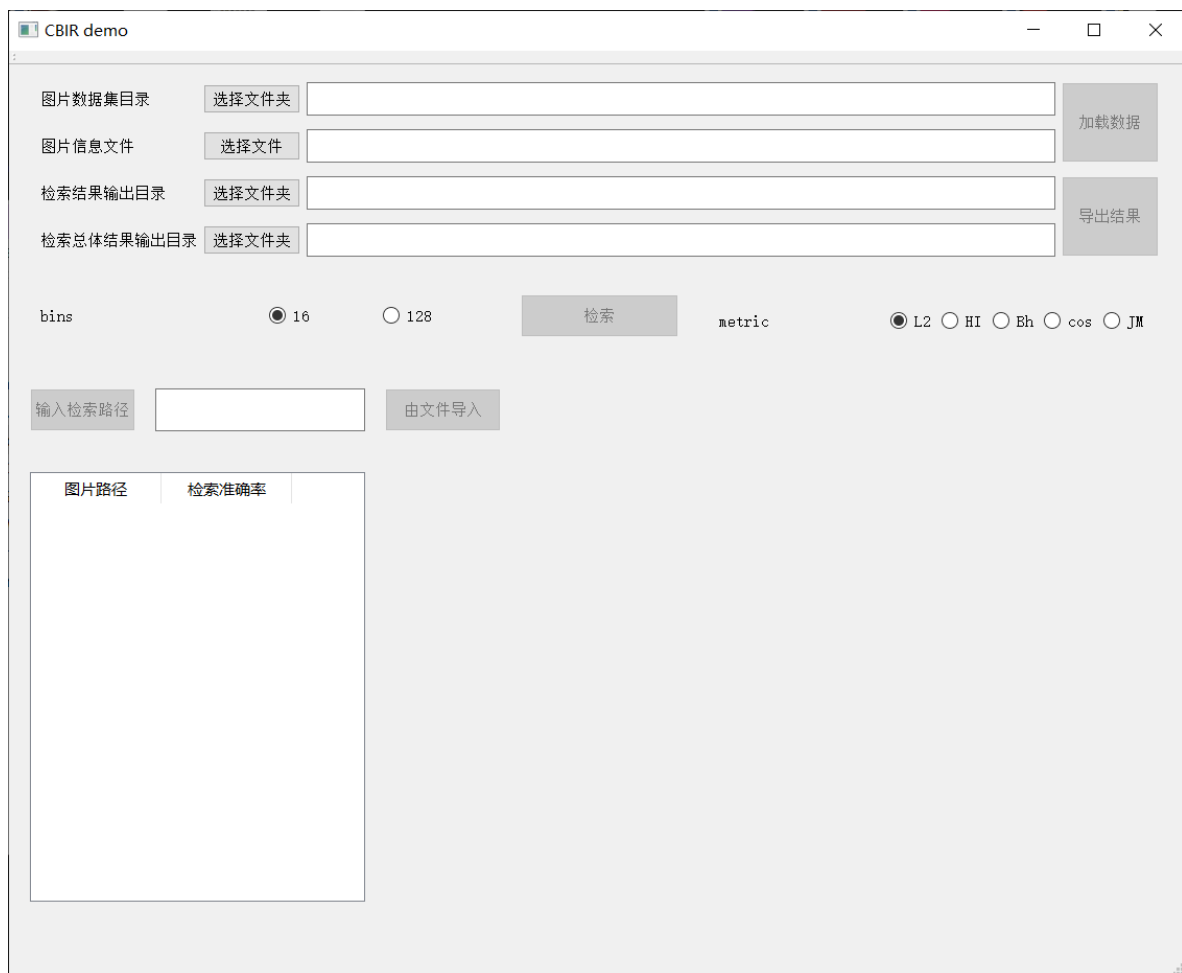 CBIR demo
图片数据集目录 选择文件夹 加载数据
图片信息文件 选择文件
检索结果输出目录 选择文件夹 导出结果
检索总体结果输出目录 选择文件夹
bins 16 128 检索 metric L2 HI Bh cos JM
输入检索路径 由文件导入
图片路径 检索准确率